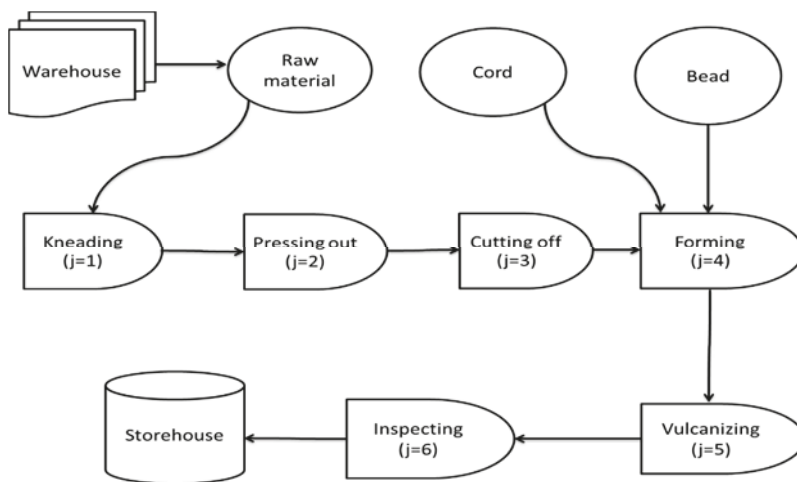 Warehouse
Raw
material
Cord
Bead
Kneading
(j=1)
Pressing out
(j=2)
Cutting off
(j=3)
Forming
(j=4)
Storehouse
Inspecting
(j=6)
Vulcanizing
(j=5)